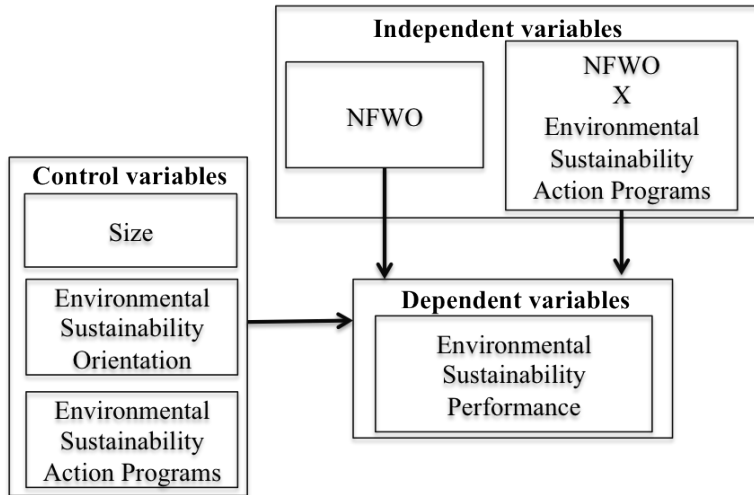 Independent variables
NFWO
NFWO
X
Environmental
Sustainability
Action Programs
Control variables
Size
Environmental
Sustainability
Orientation
Environmental
Sustainability
Action Programs
Dependent variables
Environmental
Sustainability
Performance